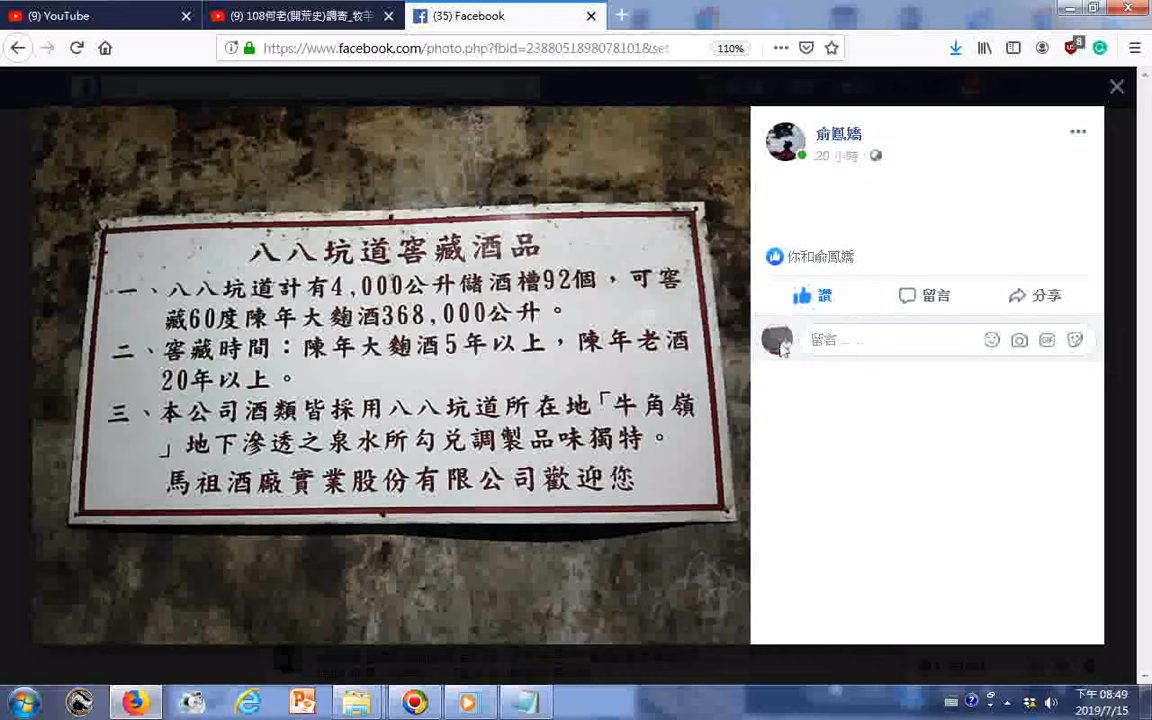 (9) YouTube
(9) 108何老(開荒史)調寄_牧羊
(35) Facebook
https://www.facebook.com/photo.php?fbid=2388051898078101&set
110%
8
八八坑道窖藏酒品
一、八八坑道計有4,000公升儲酒槽92個，可窖
藏60度陳年大麴酒368,000公升。
二、窖藏時間：陳年大麴酒5年以上，陳年老酒
20年以上。
三、本公司酒類皆採用八八坑道所在地「牛角嶺
」地下滲透之泉水所勾兌調製品味獨特。
馬祖酒廠實業股份有限公司歡迎您
俞鳳嬌
20 小時
你和俞鳳嬌
讚
留言
分享
留言……
GIF
下午 08:49
2019/7/15